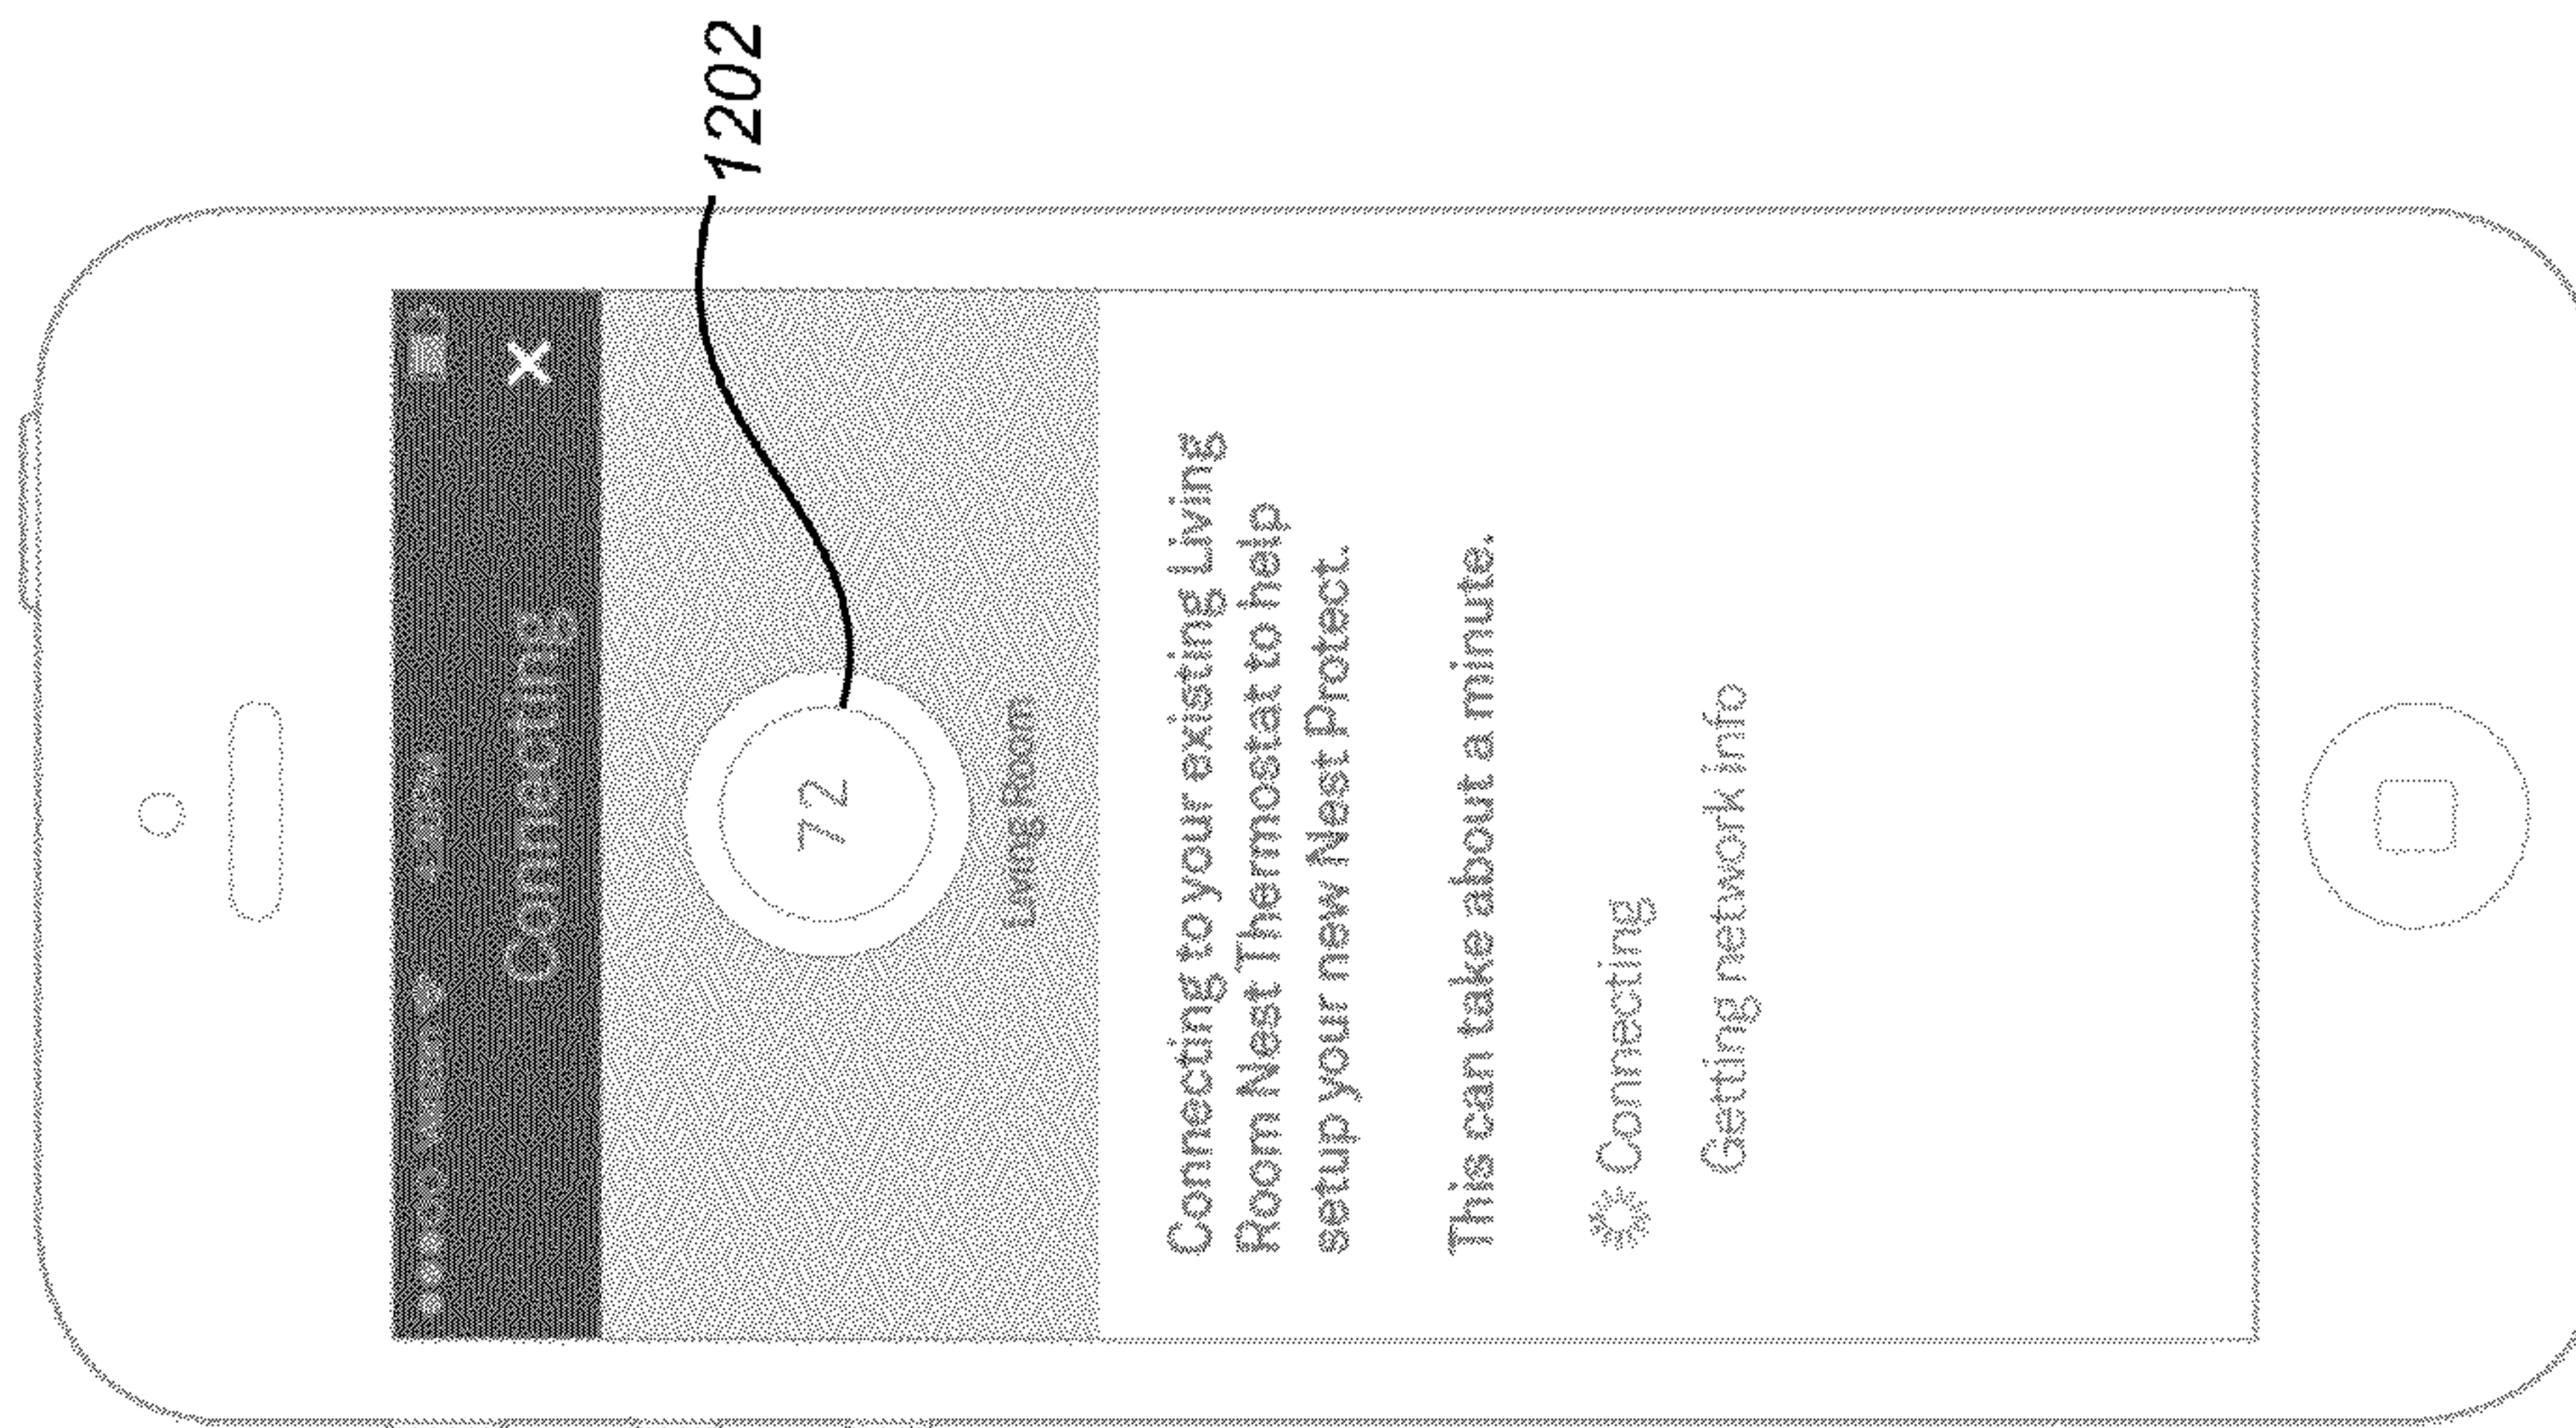 1202
Connecting
×
72
Living Room
Connecting to your existing Living
Room Nest Thermostat to help
setup your new Nest Protect.
This can take about a minute.
Connecting
Getting network info